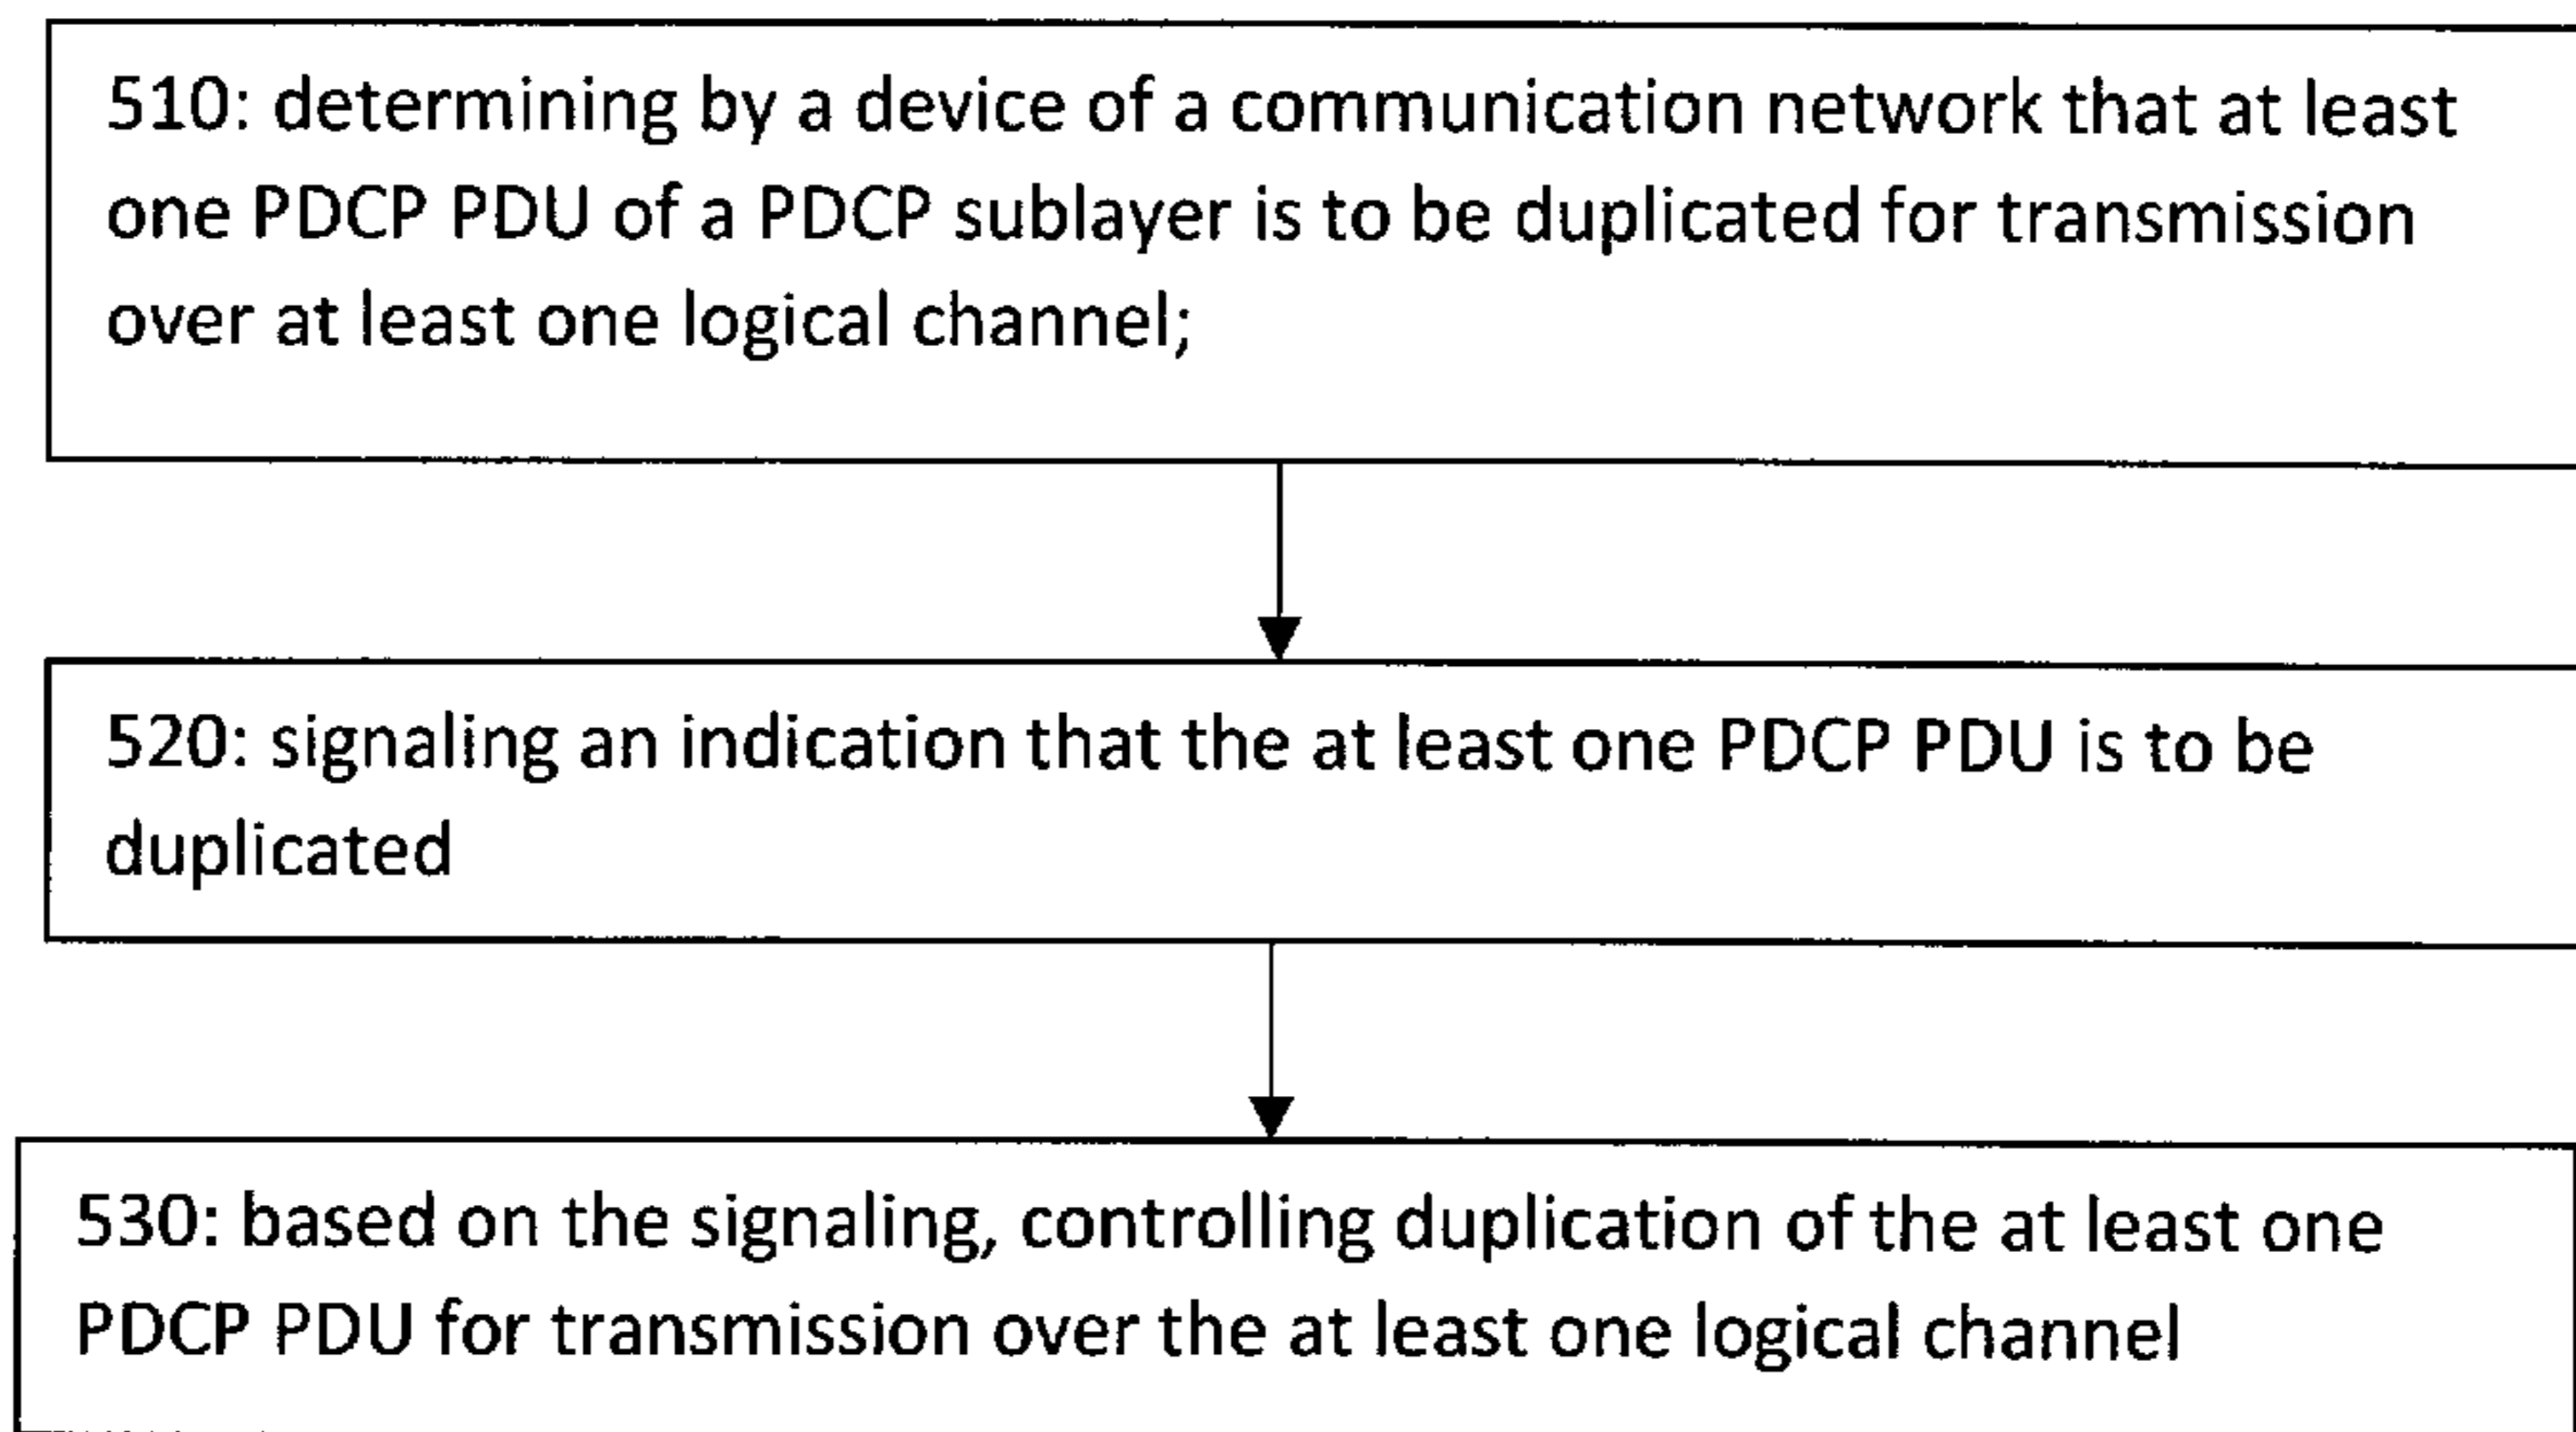 510: determining by a device of a communication network that at least
one PDCP PDU of a PDCP sublayer is to be duplicated for transmission
over at least one logical channel;
520: signaling an indication that the at least one PDCP PDU is to be
duplicated
530: based on the signaling, controlling duplication of the at least one
PDCP PDU for transmission over the at least one logical channel